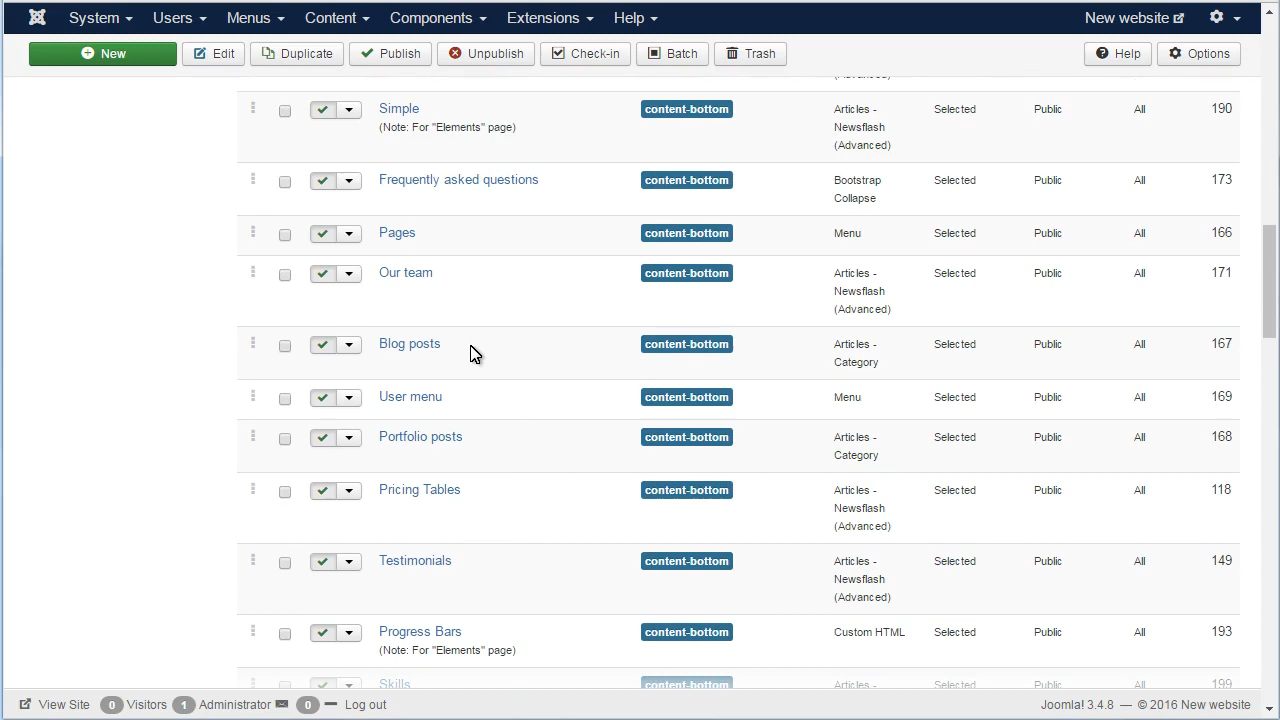 System Users Menus Content Components Extensions Help New website
New Edit Duplicate Publish Unpublish Check-in Batch Trash Help Options
(Advanced)
Simple content-bottom Articles - Selected Public All 190
(Note: For "Elements" page) Newsflash
(Advanced)
Frequently asked questions content-bottom Bootstrap Selected Public All 173
Collapse
Pages content-bottom Menu Selected Public All 166
Our team content-bottom Articles - Selected Public All 171
Newsflash
(Advanced)
Blog posts content-bottom Articles - Selected Public All 167
Category
User menu content-bottom Menu Selected Public All 169
Portfolio posts content-bottom Articles - Selected Public All 168
Category
Pricing Tables content-bottom Articles - Selected Public All 118
Newsflash
(Advanced)
Testimonials content-bottom Articles - Selected Public All 149
Newsflash
(Advanced)
Progress Bars content-bottom Custom HTML Selected Public All 193
(Note: For "Elements" page)
Skills content-bottom Articles - Selected Public All 199
View Site 0 Visitors 1 Administrator 0 Log out Joomla! 3.4.8 — © 2016 New website